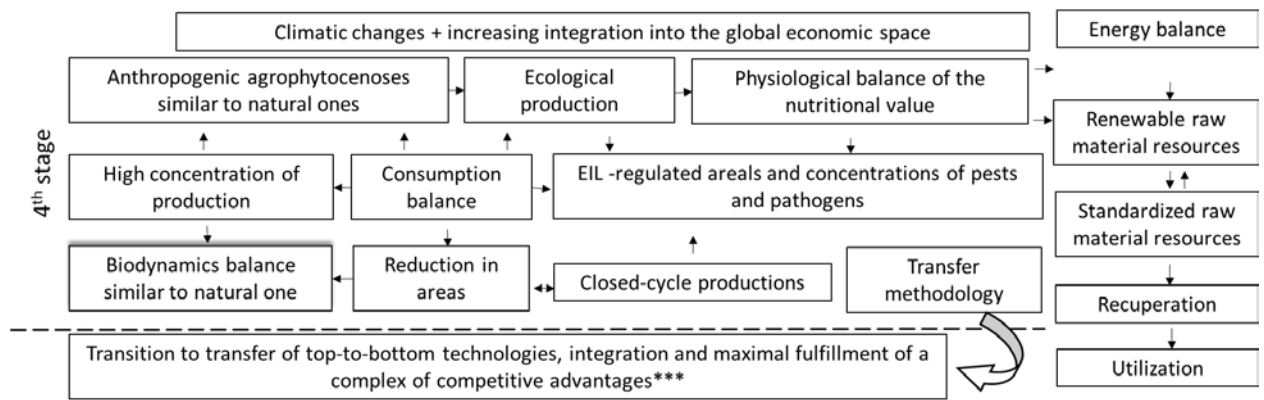 Climatic changes + increasing integration into the global economic space
Energy balance
Anthropogenic agrophytocenoses
similar to natural ones
Ecological
production
Physiological balance of the
nutritional value
Renewable raw
material resources
4th stage
High concentration of
production
Consumption
balance
EIL -regulated areals and concentrations of pests
and pathogens
Standardized raw
material resources
Biodynamics balance
similar to natural one
Reduction in
areas
Closed-cycle productions
Transfer
methodology
Recuperation
Transition to transfer of top-to-bottom technologies, integration and maximal fulfillment of a
complex of competitive advantages***
Utilization